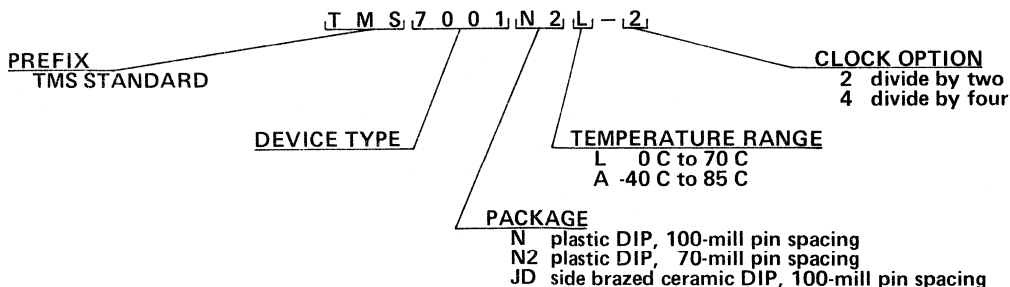 TMS7001N2L-2
PREFIX
TMS STANDARD
CLOCK OPTION
2 divide by two
4 divide by four
DEVICE TYPE
TEMPERATURE RANGE
L 0 C to 70 C
A -40 C to 85 C
PACKAGE
N plastic DIP, 100-mill pin spacing
N2 plastic DIP, 70-mill pin spacing
JD side brazed ceramic DIP, 100-mill pin spacing